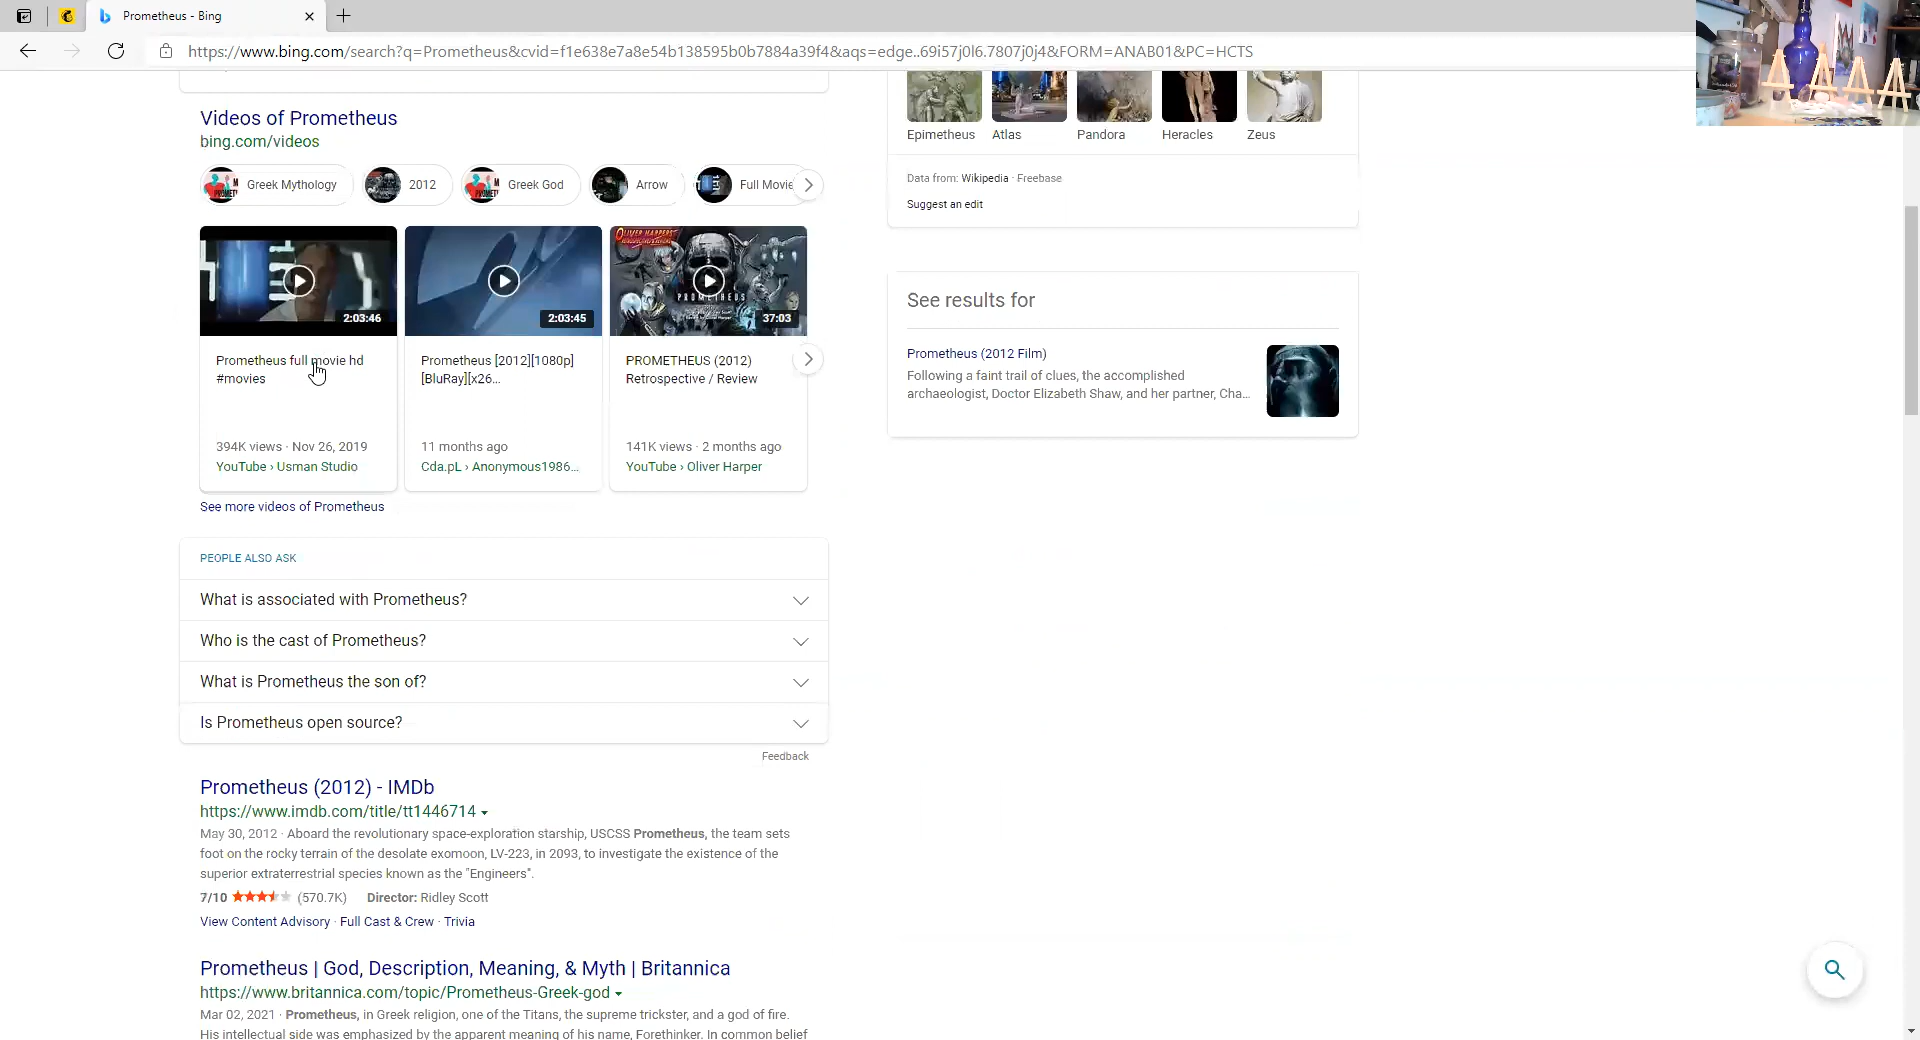 Prometheus - Bing
https://www.bing.com/search?q=Prometheus&cvid=f1e638e7a8e54b138595b0b7884a39f4&aqs=edge..69i57j0l6.7807j0j4&FORM=ANAB01&PC=HCTS
Videos of Prometheus
bing.com/videos
Greek Mythology
2012
Greek God
Arrow
Full Movie
2:03:46
2:03:45
OLIVER HARPER'S
PROMETHEUS
37:03
Prometheus full movie hd
#movies
394K views · Nov 26, 2019
YouTube › Usman Studio
Prometheus [2012][1080p]
[BluRay][x26...
11 months ago
Cda.pL › Anonymous1986...
PROMETHEUS (2012)
Retrospective / Review
141K views · 2 months ago
YouTube › Oliver Harper
See more videos of Prometheus
PEOPLE ALSO ASK
What is associated with Prometheus?
Who is the cast of Prometheus?
What is Prometheus the son of?
Is Prometheus open source?
Feedback
Prometheus (2012) - IMDb
https://www.imdb.com/title/tt1446714
May 30, 2012 · Aboard the revolutionary space-exploration starship, USCSS Prometheus, the team sets
foot on the rocky terrain of the desolate exomoon, LV-223, in 2093, to investigate the existence of the
superior extraterrestrial species known as the "Engineers".
7/10 (570.7K) Director: Ridley Scott
View Content Advisory · Full Cast & Crew · Trivia
Prometheus | God, Description, Meaning, & Myth | Britannica
https://www.britannica.com/topic/Prometheus-Greek-god
Mar 02, 2021 · Prometheus, in Greek religion, one of the Titans, the supreme trickster, and a god of fire.
His intellectual side was emphasized by the apparent meaning of his name, Forethinker. In common belief
Epimetheus
Atlas
Pandora
Heracles
Zeus
Data from: Wikipedia · Freebase
Suggest an edit
See results for
Prometheus (2012 Film)
Following a faint trail of clues, the accomplished
archaeologist, Doctor Elizabeth Shaw, and her partner, Cha...